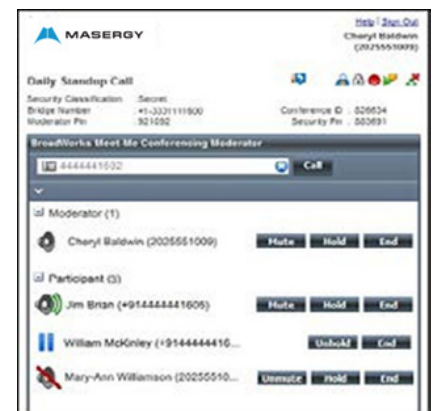 Help | Sign Out
MASERGY
Cheryl Baldwin
(2025551009)
Daily Standup Call
Security Classification : Secret
Bridge Number : +1-3331111600 Conference ID : 826634
Moderator Pin : 921092 Security Pin : 883691
BroadWorks Meet-Me Conferencing Moderator
4444441602 Call
Moderator (1)
Cheryl Baldwin (2025551009) Mute Hold End
Participant (3)
Jim Brian (+914444441605) Mute Hold End
William McKinley (+9144444416... Unhold End
Mary-Ann Williamson (20255510... Unmute Hold End